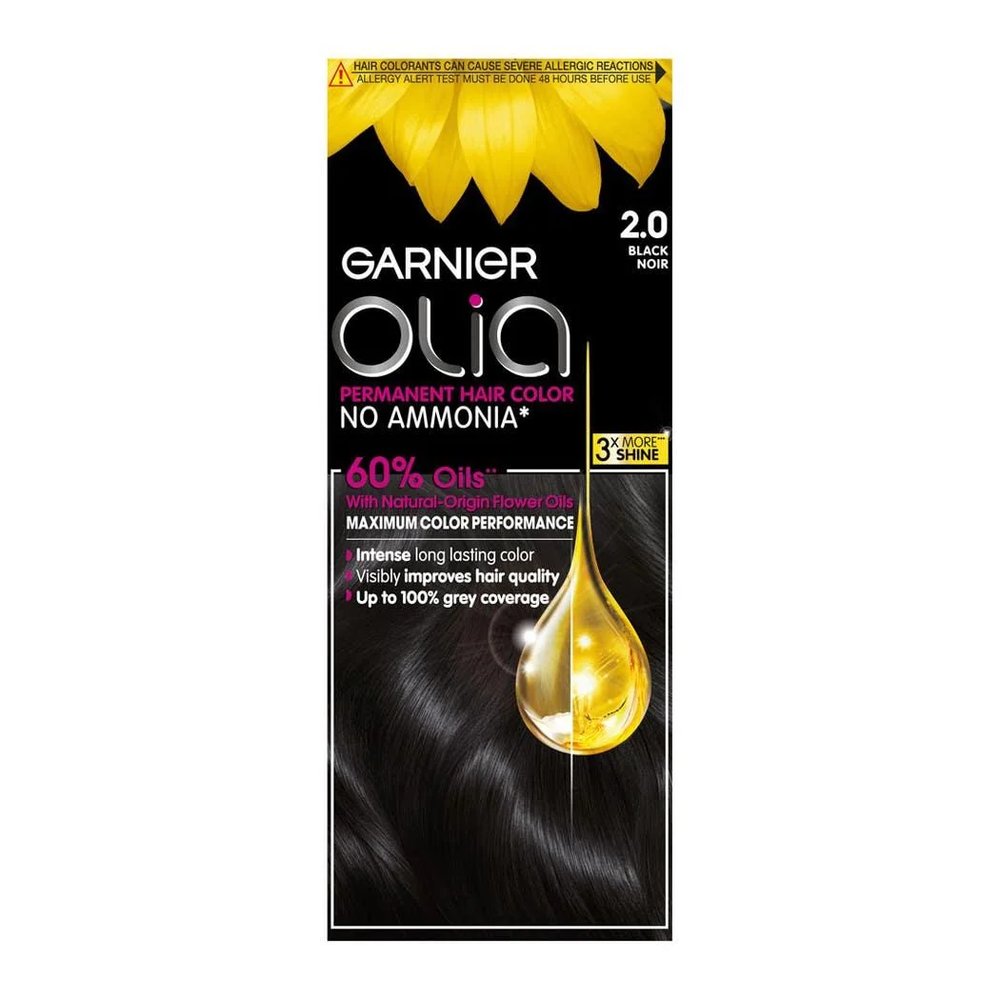 HAIR COLORANTS CAN CAUSE SEVERE ALLERGIC REACTIONS
ALLERGY ALERT TEST MUST BE DONE 48 HOURS BEFORE USE
2.0
BLACK
NOIR
GARNIER
OLIA
PERMANENT HAIR COLOR
NO AMMONIA*
3X MORE***
SHINE
60% Oils**
With Natural-Origin Flower Oils
MAXIMUM COLOR PERFORMANCE
Intense long lasting color
Visibly improves hair quality
Up to 100% grey coverage